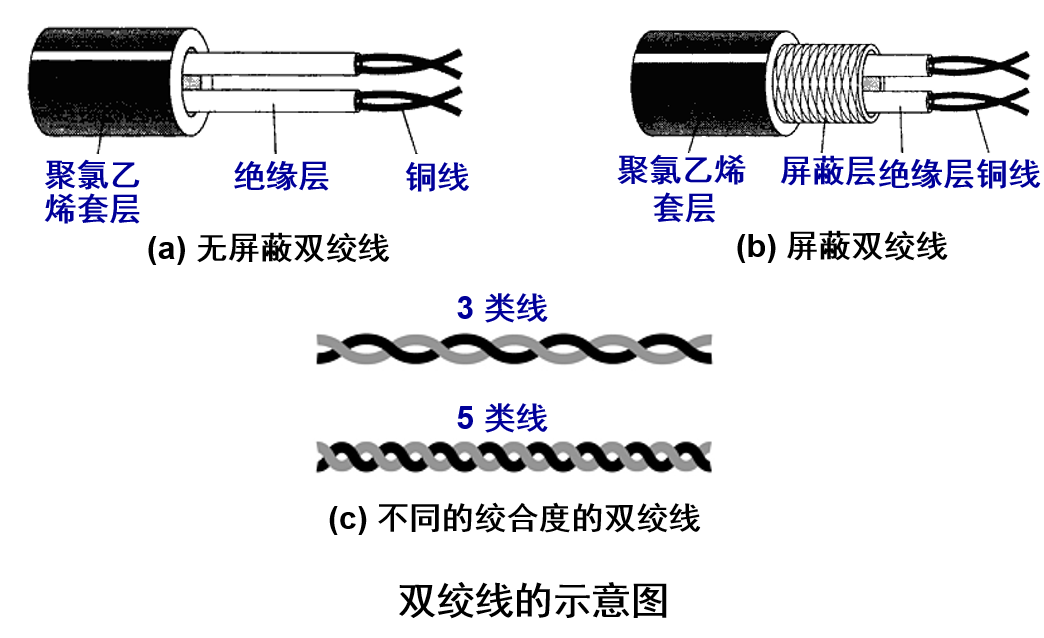 聚氯乙
烯套层
绝缘层
铜线
(a) 无屏蔽双绞线
聚氯乙烯
套层
屏蔽层
绝缘层
铜线
(b) 屏蔽双绞线
3 类线
5 类线
(c) 不同的绞合度的双绞线
双绞线的示意图